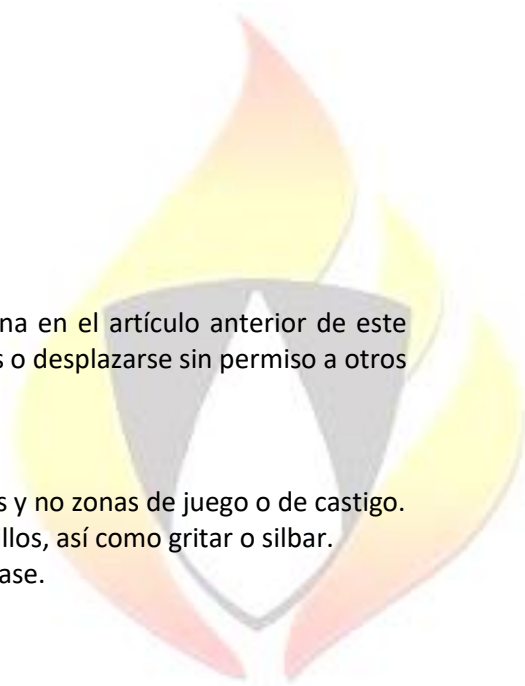 na en el artículo anterior de este
s o desplazarse sin permiso a otros
s y no zonas de juego o de castigo.
llos, así como gritar o silbar.
ase.